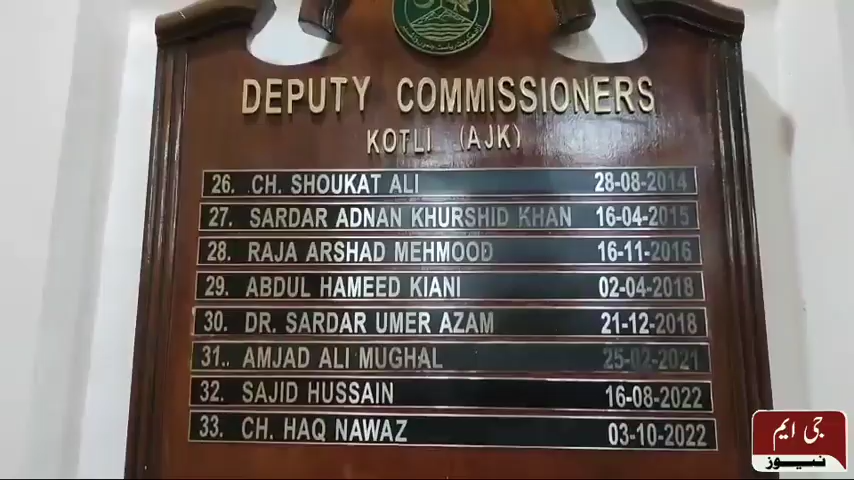 DEPUTY COMMISSIONERS
KOTLI (AJK)
26. CH. SHOUKAT ALI 28-08-2014
27. SARDAR ADNAN KHURSHID KHAN 16-04-2015
28. RAJA ARSHAD MEHMOOD 16-11-2016
29. ABDUL HAMEED KIANI 02-04-2018
30. DR. SARDAR UMER AZAM 21-12-2018
31.. AMJAD ALI MUGHAL 25-02-2021
32. SAJID HUSSAIN 16-08-2022
33. CH. HAQ NAWAZ 03-10-2022
جی ایم
نیوز